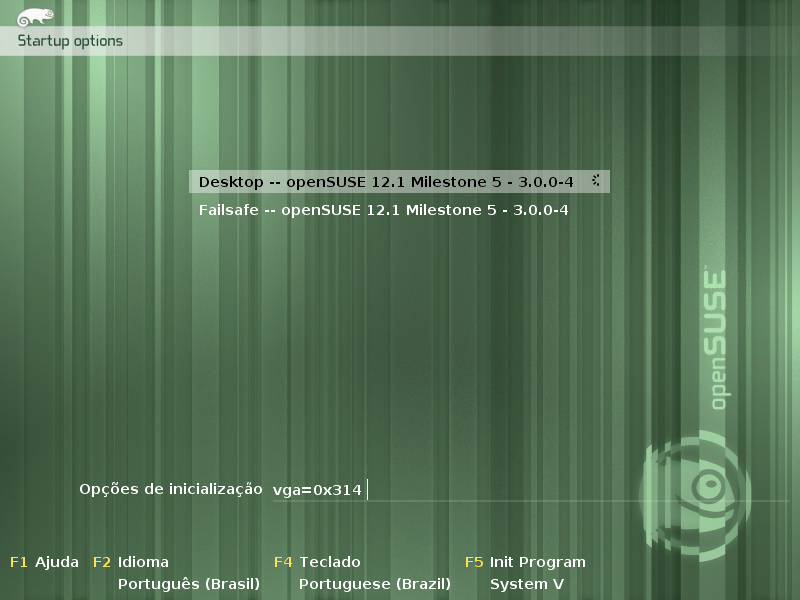 Startup options
Desktop -- openSUSE 12.1 Milestone 5 - 3.0.0-4
Failsafe -- openSUSE 12.1 Milestone 5 - 3.0.0-4
openSUSE
Opções de inicialização vga=0x314
F1 Ajuda F2 Idioma F4 Teclado F5 Init Program
Português (Brasil) Portuguese (Brazil) System V